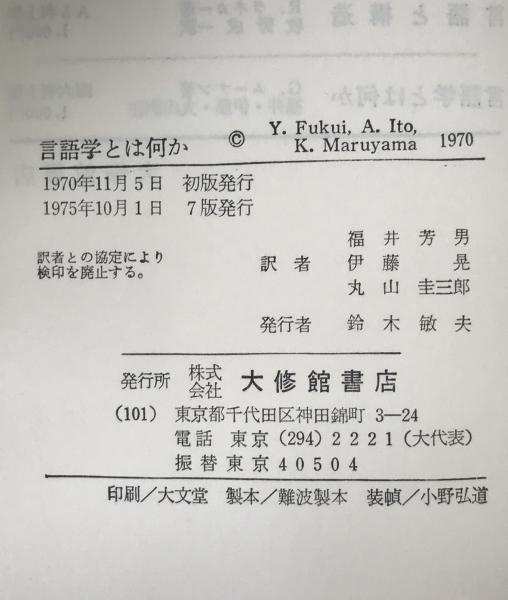 言語学とは何か © Y. Fukui, A. Ito,
K. Maruyama 1970
1970年11月5日 初版発行
1975年10月1日 7版発行
訳者との協定により
検印を廃止する。
福井芳男
訳者 伊藤晃
丸山圭三郎
発行者 鈴木敏夫
発行所 株式会社 大修館書店
(101) 東京都千代田区神田錦町 3—24
電話 東京 (294) 2221 (大代表)
振替東京 40504
印刷/大文堂 製本/難波製本 装幀/小野弘道